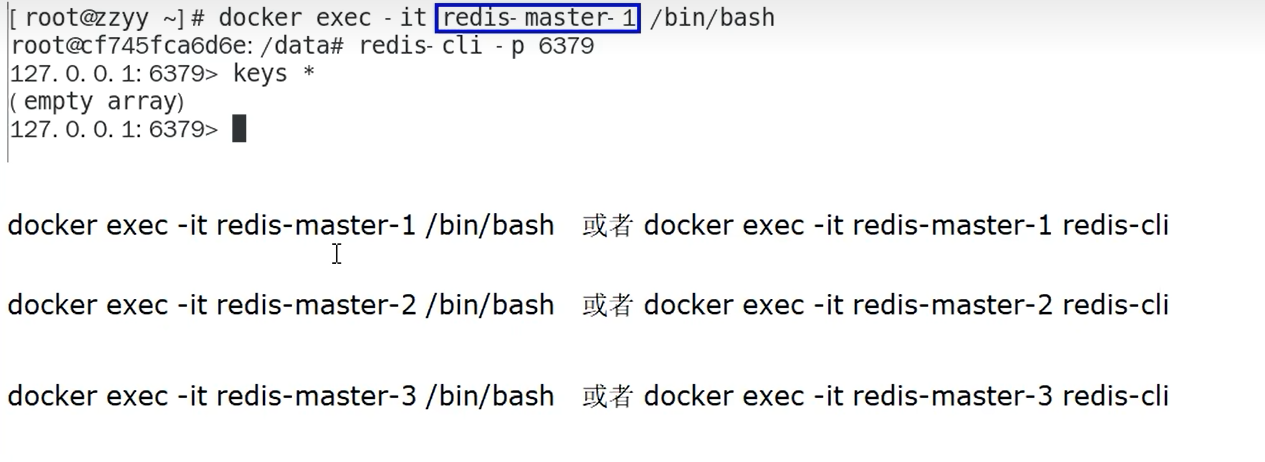 [root@zzyy ~]# docker exec -it redis-master-1 /bin/bash
root@cf745fca6d6e:/data# redis-cli -p 6379
127.0.0.1:6379> keys *
(empty array)
127.0.0.1:6379>
docker exec -it redis-master-1 /bin/bash 或者 docker exec -it redis-master-1 redis-cli
docker exec -it redis-master-2 /bin/bash 或者 docker exec -it redis-master-2 redis-cli
docker exec -it redis-master-3 /bin/bash 或者 docker exec -it redis-master-3 redis-cli